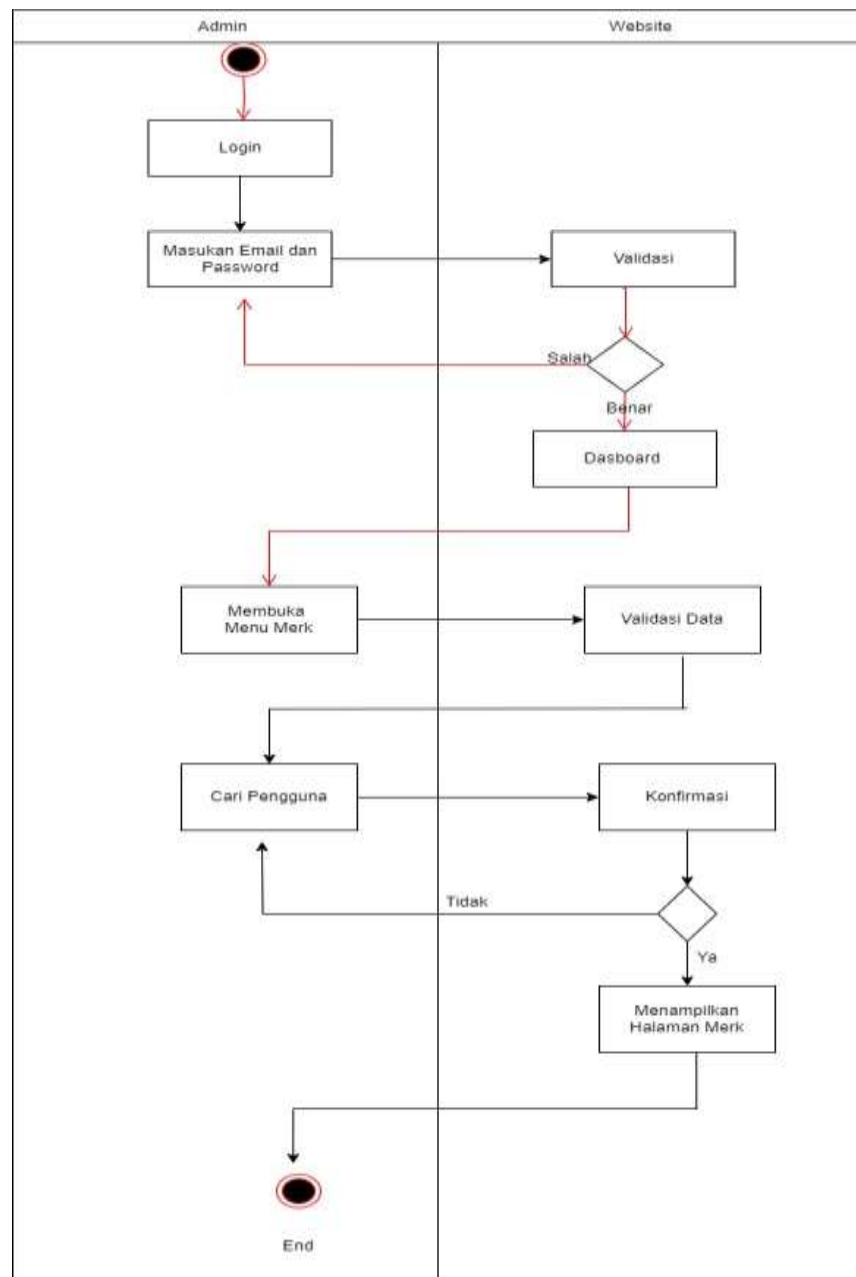 Admin
Website
Login
Masukan Email dan
Password
Validasi
Salah
Benar
Dasboard
Membuka
Menu Merk
Validasi Data
Cari Pengguna
Konfirmasi
Tidak
Ya
Menampilkan
Halaman Merk
End